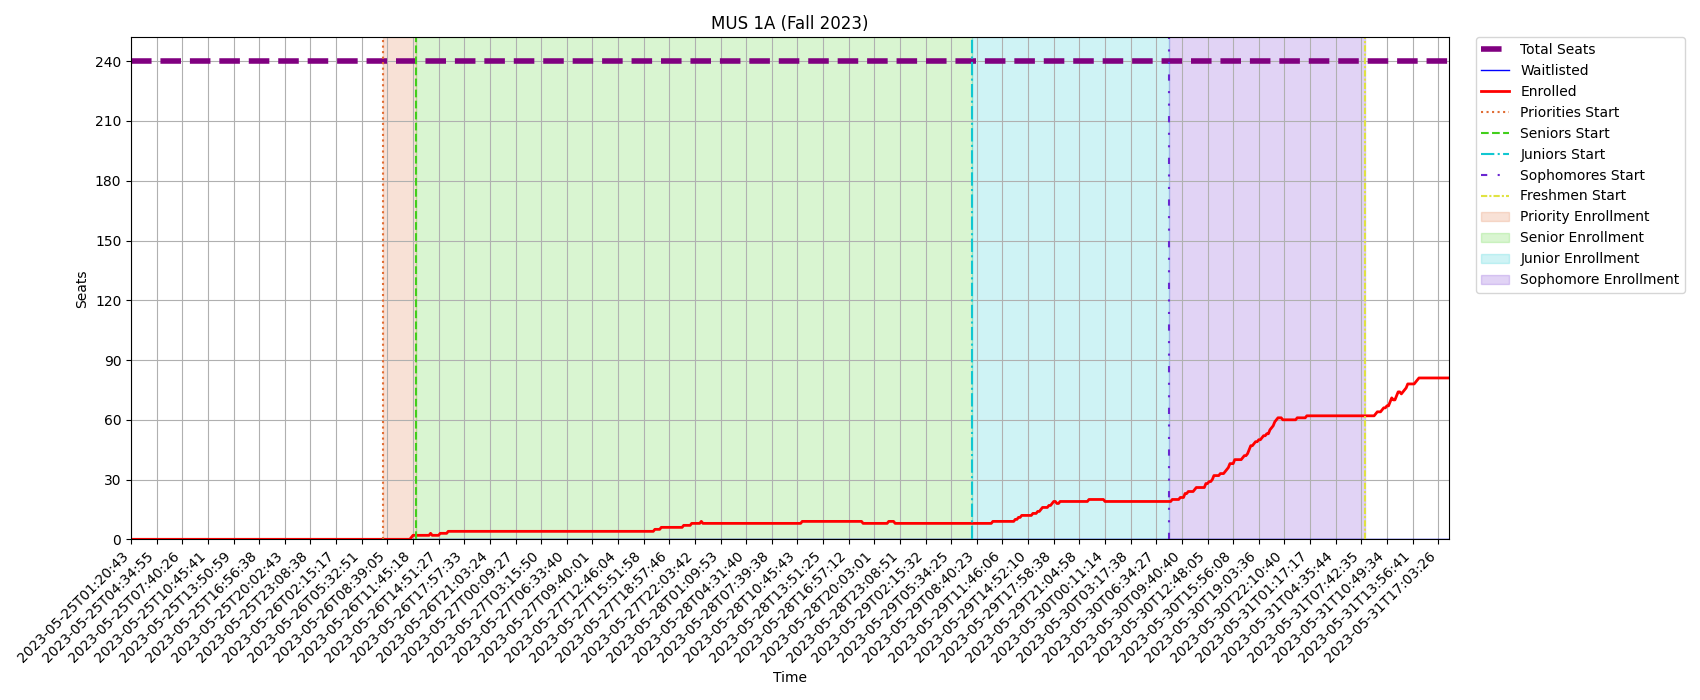 MUS 1A (Fall 2023)
Seats
240
210
180
150
120
90
60
30
0
2023-05-25T01:20:43
2023-05-25T04:34:55
2023-05-25T07:40:26
2023-05-25T10:45:41
2023-05-25T13:50:59
2023-05-25T16:56:38
2023-05-25T20:02:43
2023-05-25T23:08:38
2023-05-26T02:15:17
2023-05-26T05:32:51
2023-05-26T08:39:05
2023-05-26T11:45:18
2023-05-26T14:51:27
2023-05-26T17:57:33
2023-05-26T21:03:24
2023-05-27T00:09:27
2023-05-27T03:15:50
2023-05-27T06:33:40
2023-05-27T09:40:01
2023-05-27T12:46:04
2023-05-27T15:51:58
2023-05-27T18:57:46
2023-05-27T22:03:42
2023-05-28T01:09:53
2023-05-28T04:31:40
2023-05-28T07:39:38
2023-05-28T10:45:43
2023-05-28T13:51:25
2023-05-28T16:57:12
2023-05-28T20:03:01
2023-05-28T23:08:51
2023-05-29T02:15:32
2023-05-29T05:34:25
2023-05-29T08:40:23
2023-05-29T11:46:06
2023-05-29T14:52:10
2023-05-29T17:58:38
2023-05-29T21:04:58
2023-05-30T00:11:14
2023-05-30T03:17:38
2023-05-30T06:34:27
2023-05-30T09:40:40
2023-05-30T12:48:05
2023-05-30T15:56:08
2023-05-30T19:03:36
2023-05-30T22:10:40
2023-05-31T01:17:17
2023-05-31T04:35:44
2023-05-31T07:42:35
2023-05-31T10:49:34
2023-05-31T13:56:41
2023-05-31T17:03:26
Time
Total Seats
Waitlisted
Enrolled
Priorities Start
Seniors Start
Juniors Start
Sophomores Start
Freshmen Start
Priority Enrollment
Senior Enrollment
Junior Enrollment
Sophomore Enrollment